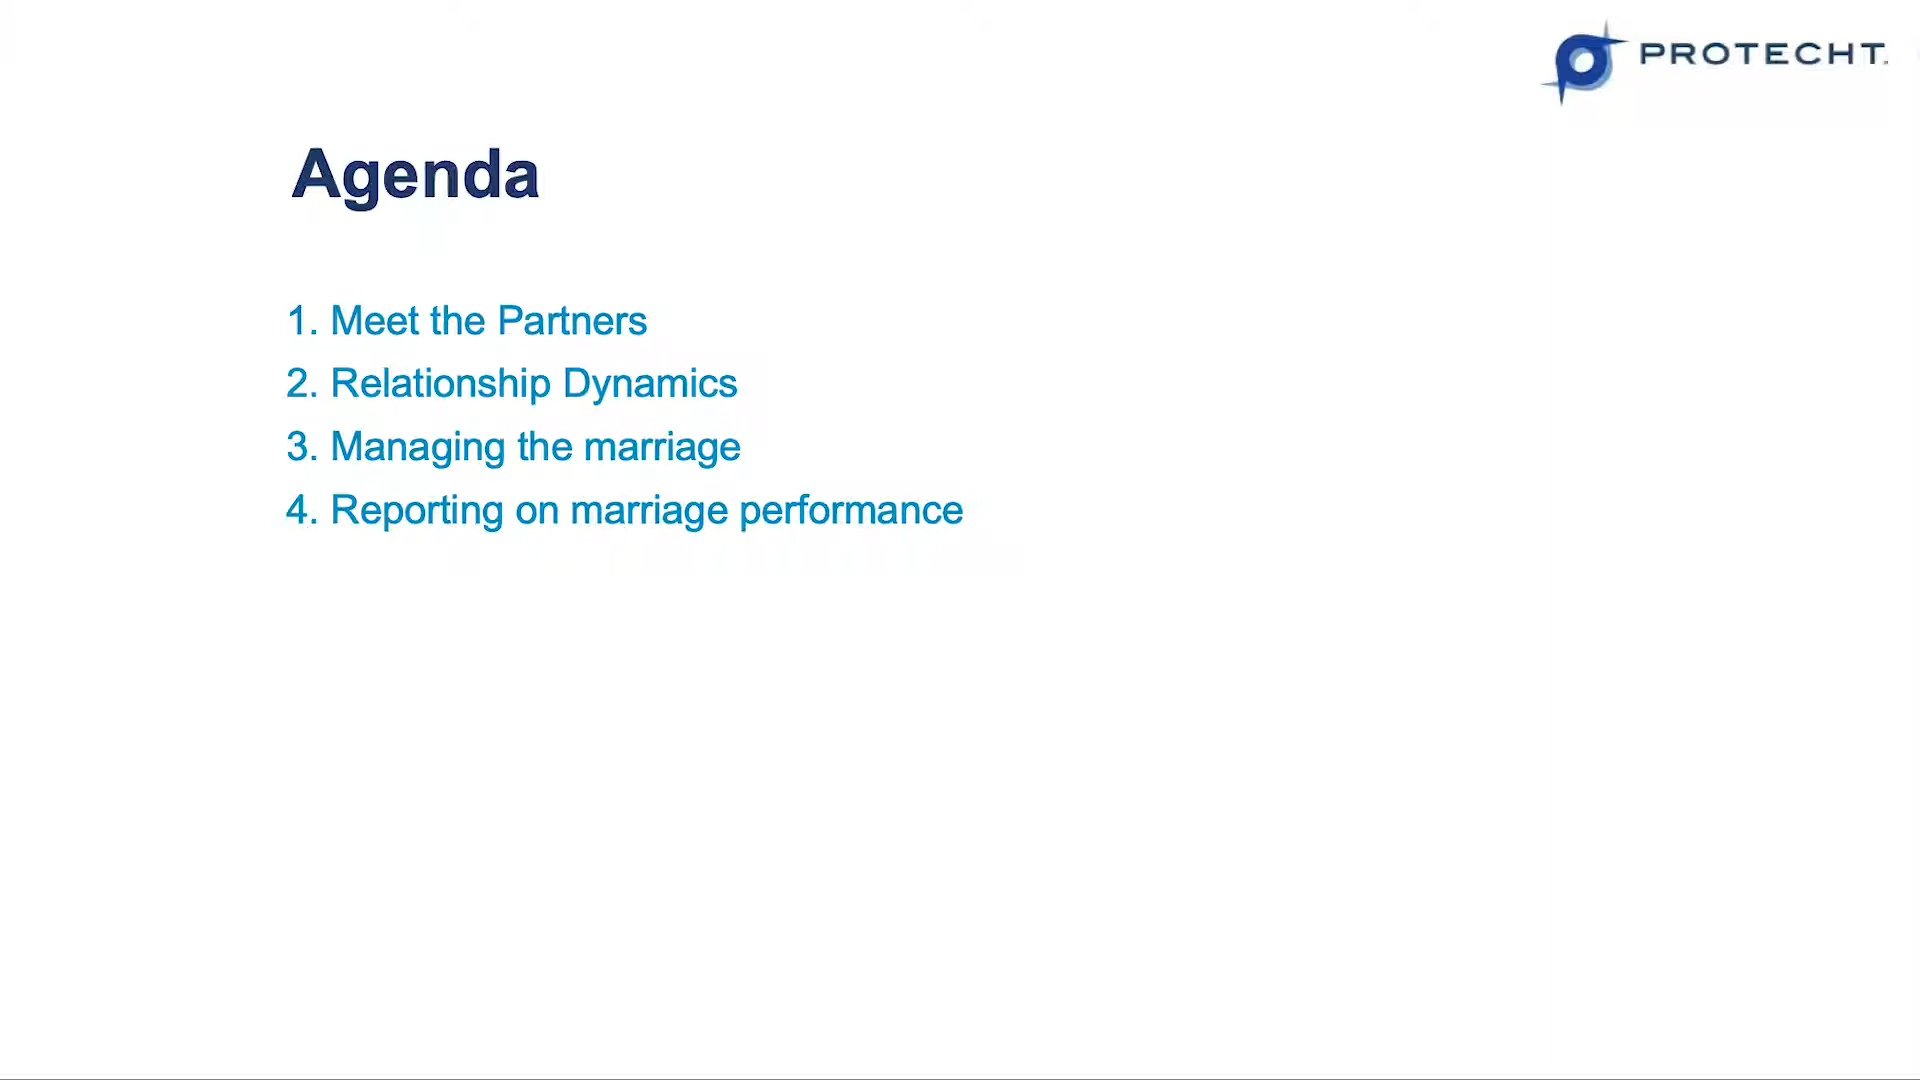 PROTECHT
Agenda
1. Meet the Partners
2. Relationship Dynamics
3. Managing the marriage
4. Reporting on marriage performance